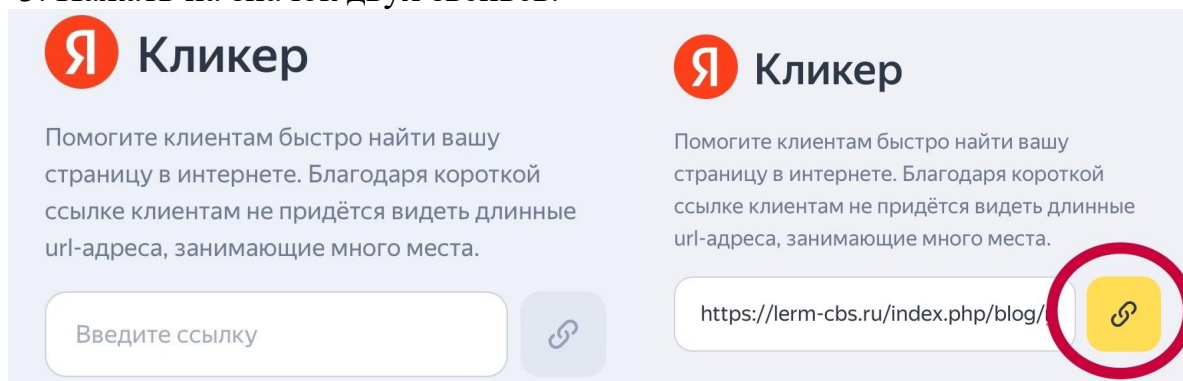 Я Кликер
Помогите клиентам быстро найти вашу
страницу в интернете. Благодаря короткой
ссылке клиентам не придётся видеть длинные
url-адреса, занимающие много места.
Введите ссылку
Я Кликер
Помогите клиентам быстро найти вашу
страницу в интернете. Благодаря короткой
ссылке клиентам не придётся видеть длинные
url-адреса, занимающие много места.
https://lerm-cbs.ru/index.php/blog/